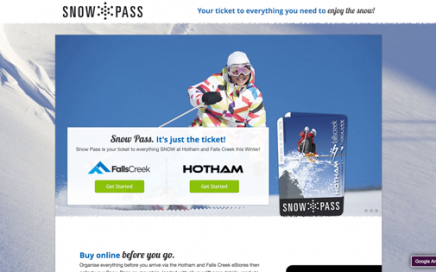 SNOW PASS
Your ticket to everything you need to enjoy the snow!
Snow Pass. It's just the ticket!
Snow Pass is your ticket to everything SNOW at Hotham and Falls Creek this Winter!
FallsCreek
HOTHAM
Get Started
Get Started
fallscreek
HOTHAM
SNOW PASS
Buy online before you go.
Organise everything before you arrive via the Hotham and Falls Creek eStores then
Google An